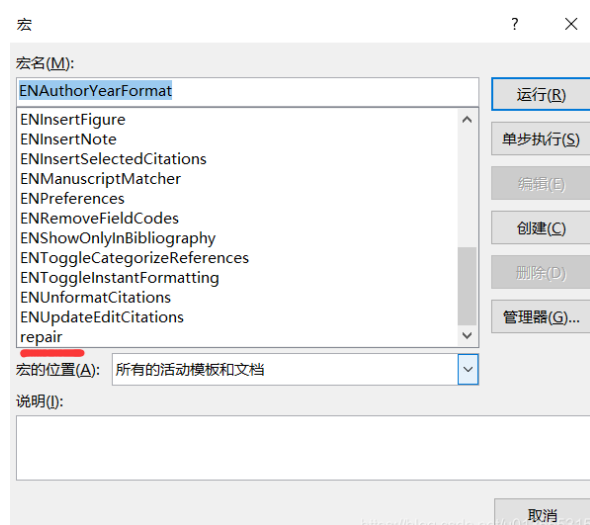 宏
?
宏名(M):
ENAuthorYearFormat
运行(R)
ENInsertFigure
ENInsertNote
单步执行(S)
ENInsertSelectedCitations
ENManuscriptMatcher
编辑(E)
ENPreferences
ENRemoveFieldCodes
创建(C)
ENShowOnlyInBibliography
ENToggleCategorizeReferences
删除(D)
ENToggleInstantFormatting
ENUnformatCitations
管理器(G)...
ENUpdateEditCitations
repair
宏的位置(A):
所有的活动模板和文档
说明(I):
取消